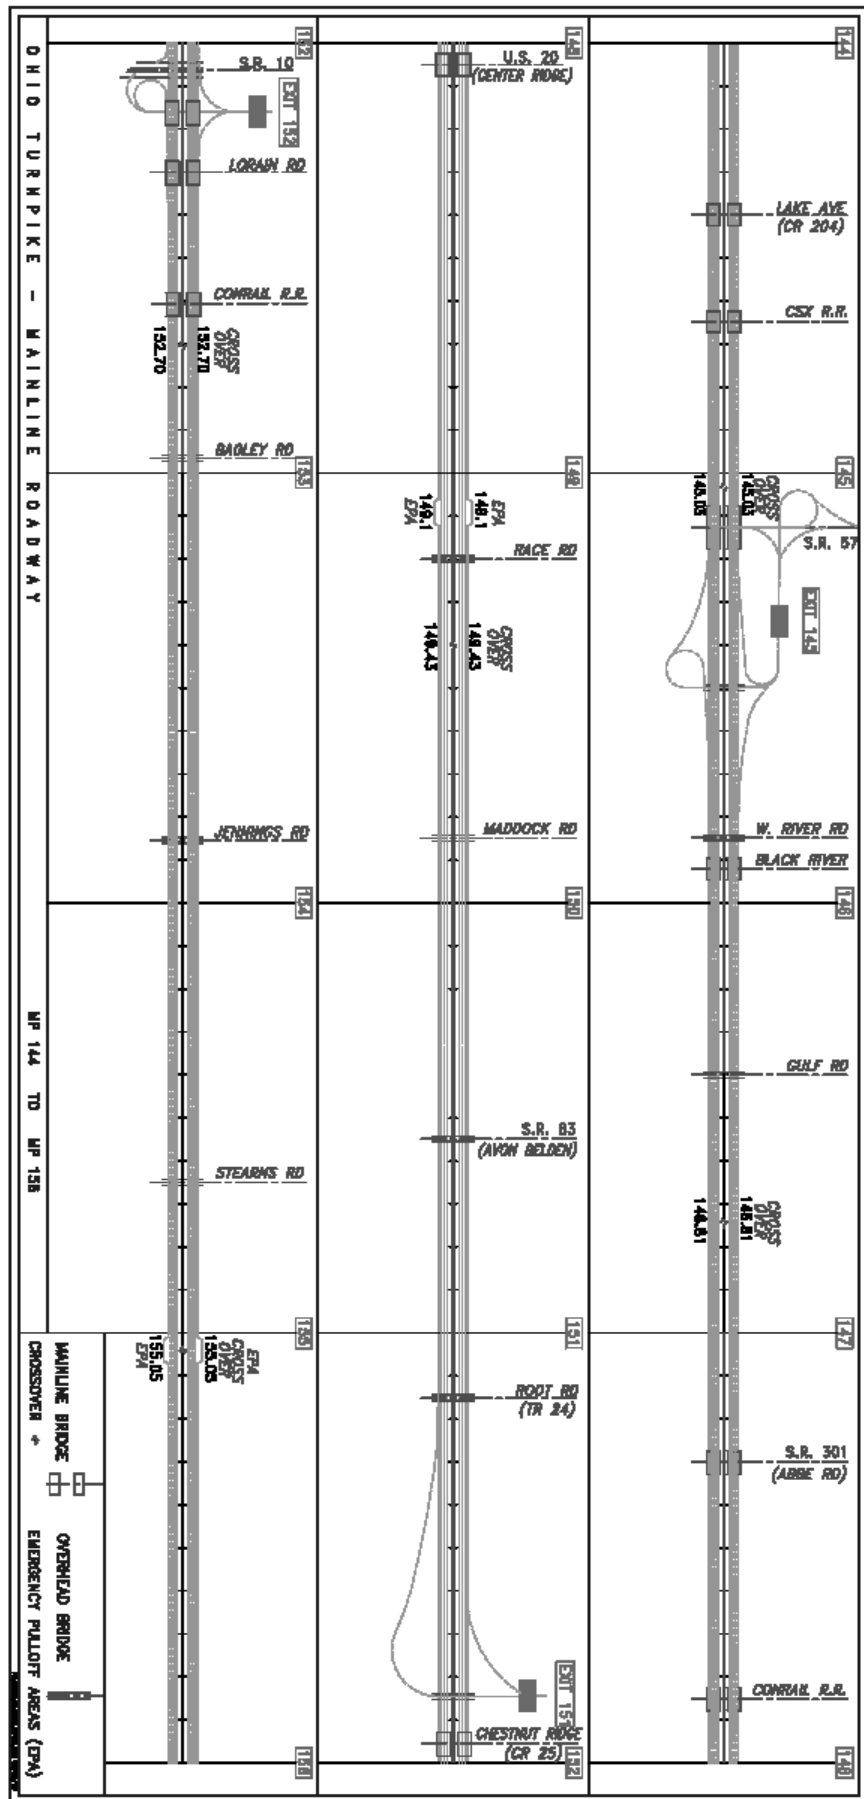 144
LAKE AVE
(CR 204)
CSX R.R.
145
CROSS
OVER
145.03
145.03
S.R. 57
EXIT 145
W. RIVER RD
BLACK RIVER
146
GULF RD
CROSS
OVER
146.81
146.81
147
S.R. 301
(ABBE RD)
CONRAIL R.R.
148
148
U.S. 20
(CENTER RIDGE)
149
EPA
149.1
149.1
EPA
RACE RD
CROSS
OVER
149.43
149.43
MADDOCK RD
150
S.R. 83
(AVON BELDEN)
151
ROOT RD
(TR 24)
EXIT 151
CHESTNUT RIDGE
(CR 25)
152
152
S.R. 10
EXIT 152
LORAIN RD
CONRAIL R.R.
CROSS
OVER
152.70
152.70
BAGLEY RD
153
JENNINGS RD
154
STEARNS RD
155
EPA
CROSS
OVER
155.05
155.05
EPA
156
OHIO TURNPIKE - MAINLINE ROADWAY
MP 144 TO MP 156
MAINLINE BRIDGE
OVERHEAD BRIDGE
CROSSOVER
EMERGENCY PULLOFF AREAS (EPA)